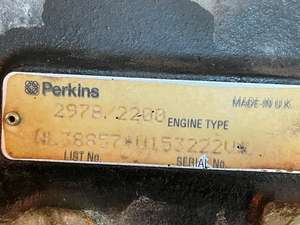 Perkins
2978/2200
MADE IN U.K.
ENGINE TYPE
LIST No.
SERIAL No.